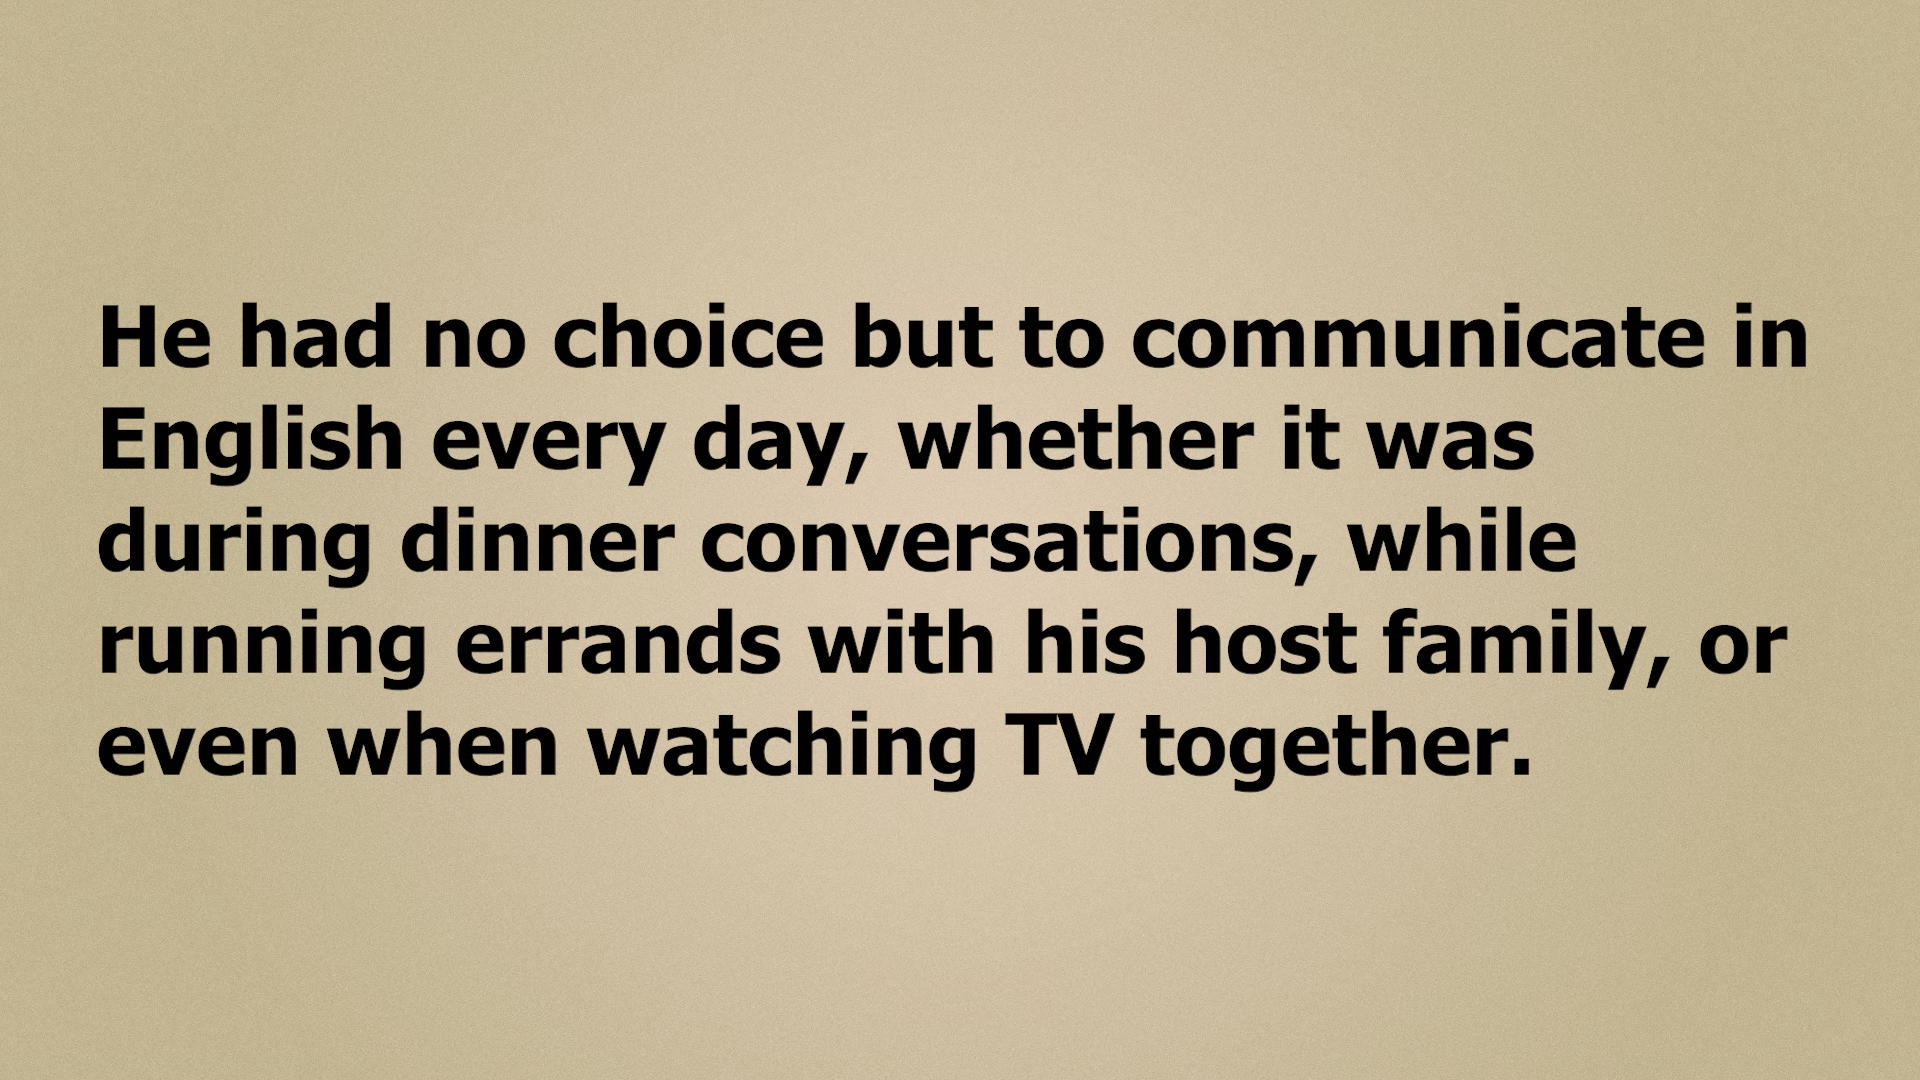 He had no choice but to communicate in
English every day, whether it was
during dinner conversations, while
running errands with his host family, or
even when watching TV together.